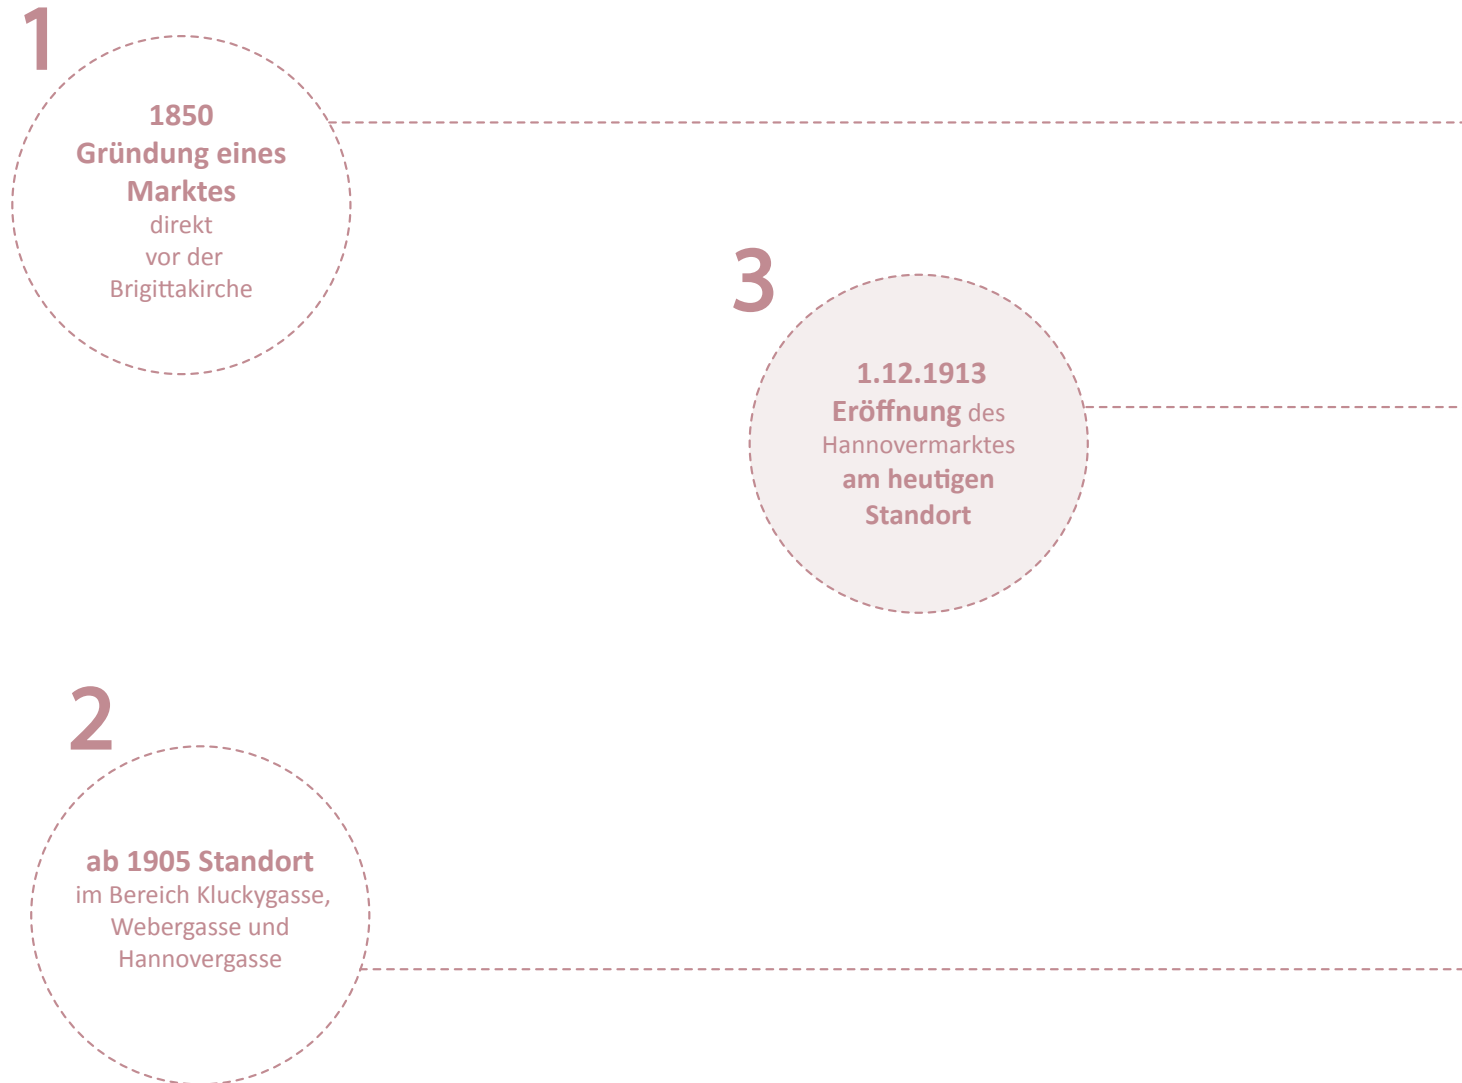 1
1850
Gründung eines
Marktes
direkt
vor der
Brigittakirche
2
ab 1905 Standort
im Bereich Kluckygasse,
Webergasse und
Hannovergasse
3
1.12.1913
Eröffnung des
Hannovermarktes
am heutigen
Standort